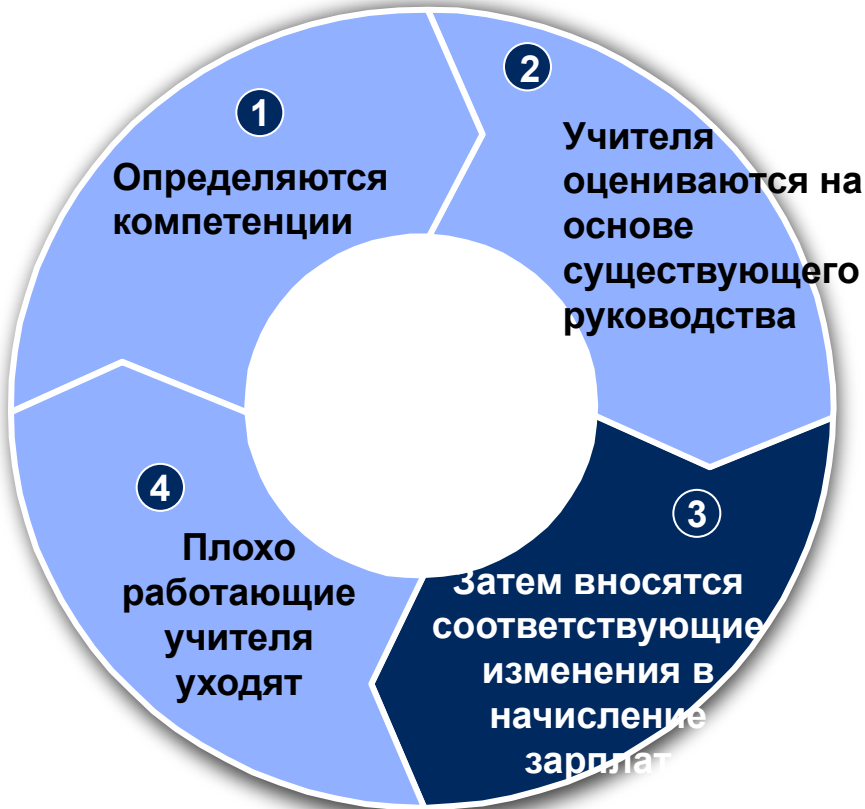 1
Определяются
компетенции
2
Учителя
оцениваются на
основе
существующего
руководства
3
Затем вносятся
соответствующие
изменения в
начисление
зарплат
4
Плохо
работающие
учителя
уходят